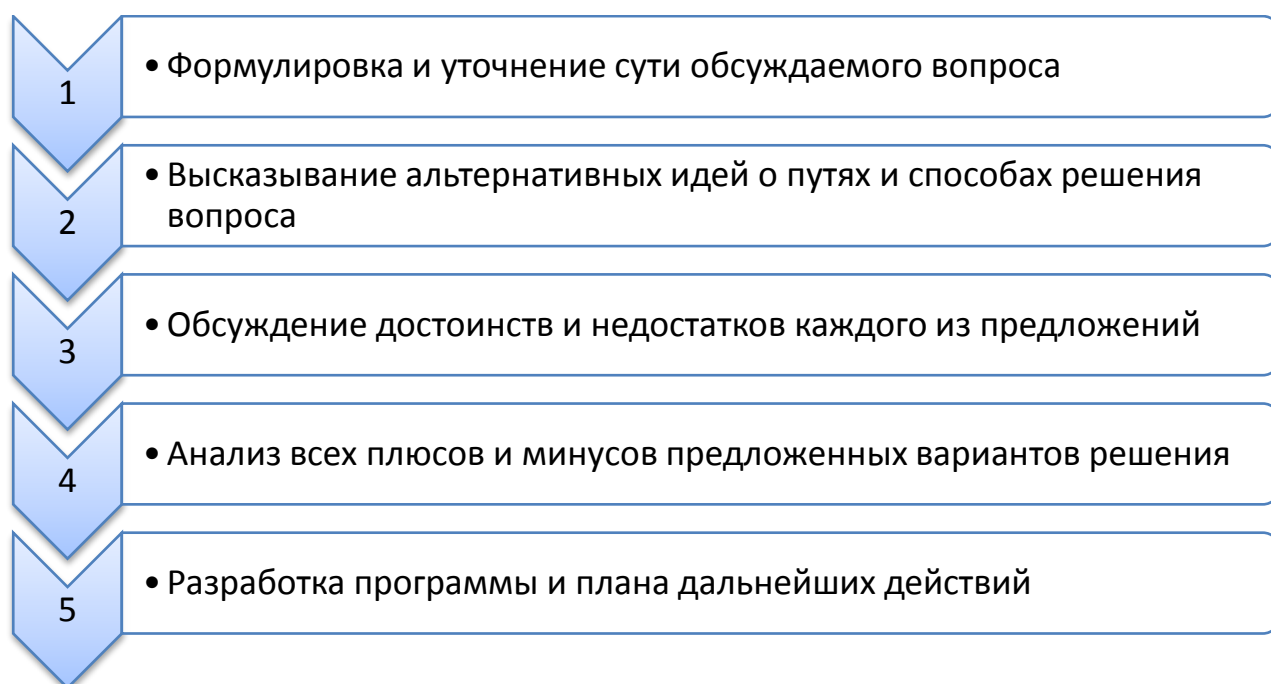 1
• Формулировка и уточнение сути обсуждаемого вопроса
2
• Высказывание альтернативных идей о путях и способах решения
вопроса
3
• Обсуждение достоинств и недостатков каждого из предложений
4
• Анализ всех плюсов и минусов предложенных вариантов решения
5
• Разработка программы и плана дальнейших действий